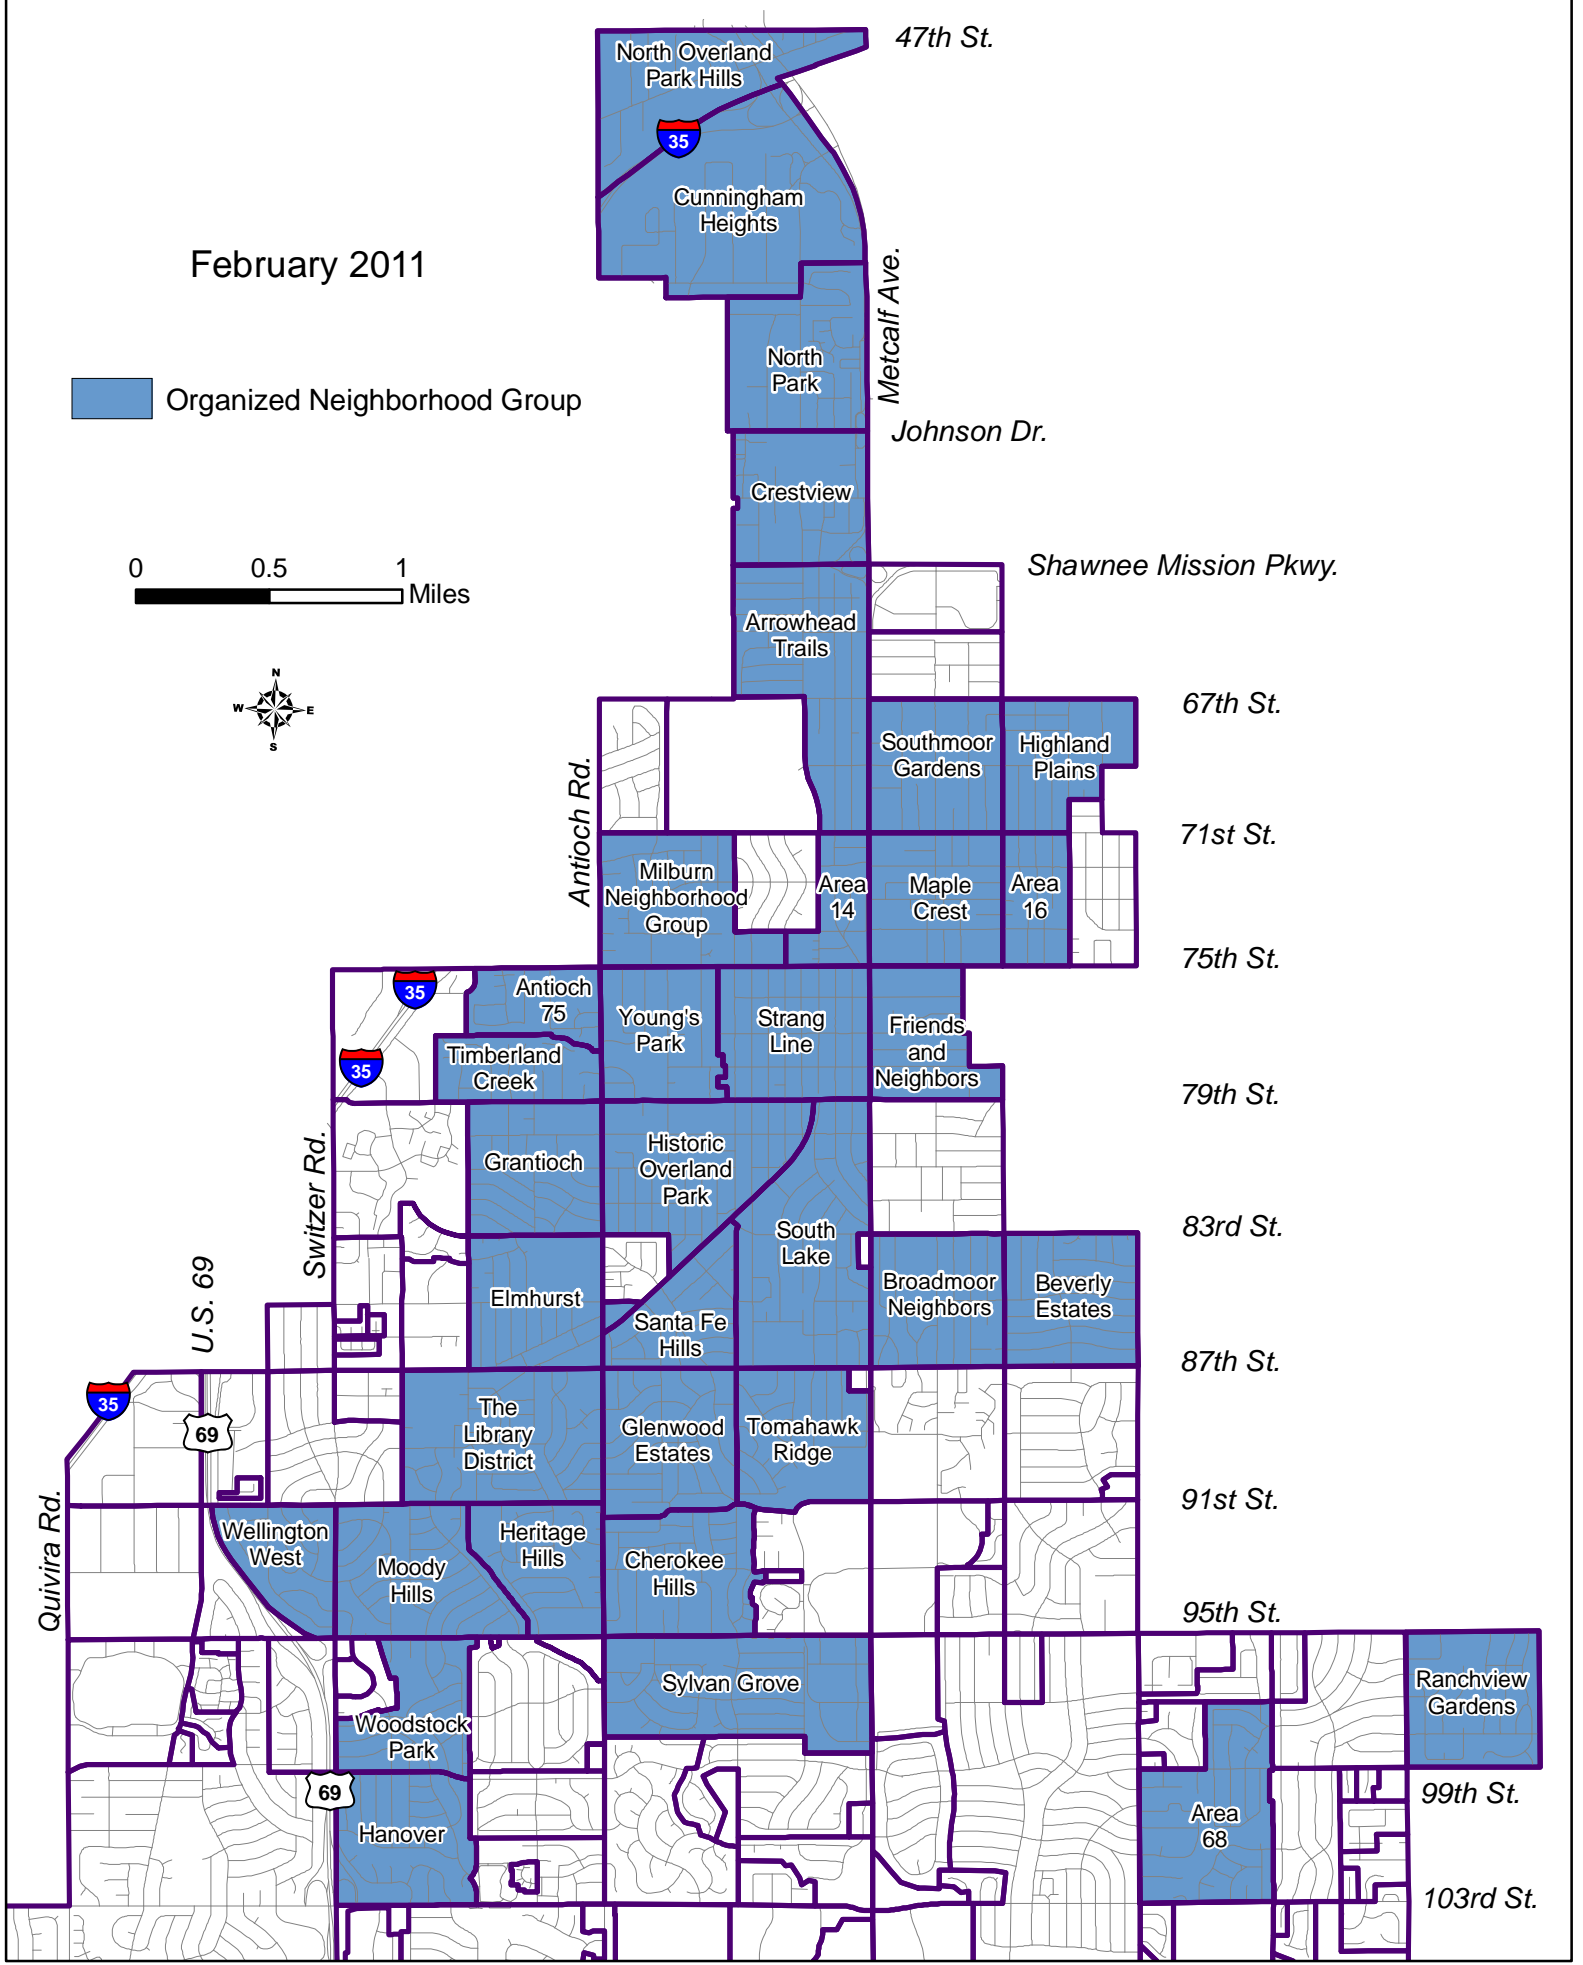 47th St.
North Overland
Park Hills
35
Cunningham
Heights
February 2011
Metcalf Ave.
North
Park
Organized Neighborhood Group
Johnson Dr.
Crestview
0 0.5 1
Miles
Shawnee Mission Pkwy.
Arrowhead
Trails
N
W E
S
67th St.
Southmoor
Gardens
Highland
Plains
Antioch Rd.
71st St.
Milburn
Neighborhood
Group
Area
14
Maple
Crest
Area
16
75th St.
35
Antioch
75
Young's
Park
Strang
Line
Friends
and
Neighbors
35
Timberland
Creek
79th St.
Switzer Rd.
Grantioch
Historic
Overland
Park
South
Lake
83rd St.
U.S. 69
Elmhurst
Santa Fe
Hills
Broadmoor
Neighbors
Beverly
Estates
87th St.
35
69
The
Library
District
Glenwood
Estates
Tomahawk
Ridge
91st St.
Quivira Rd.
Wellington
West
Moody
Hills
Heritage
Hills
Cherokee
Hills
95th St.
Sylvan Grove
Ranchview
Gardens
Woodstock
Park
69
99th St.
Hanover
Area
68
103rd St.